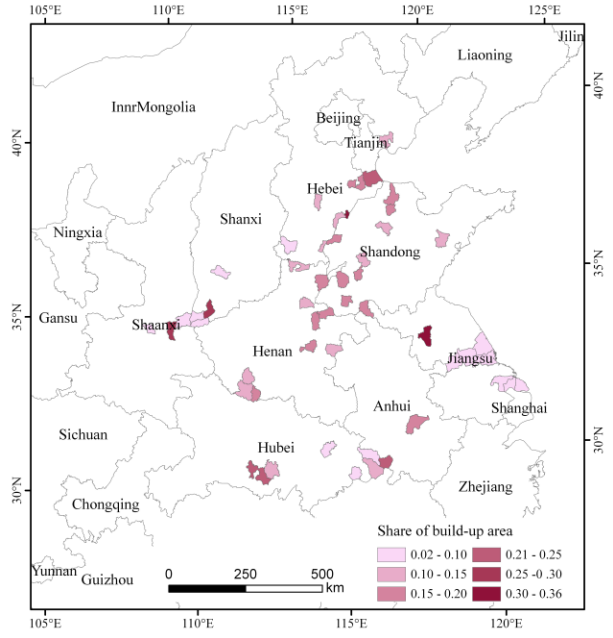 105°E 110°E 115°E 120°E 125°E
Jilin
Liaoning
40°N
InnrMongolia
Beijing
40°N
Tianjin
Hebei
Shanxi
Ningxia
Shandong
35°N
Gansu
35°N
Shaanxi
Henan
Jiangsu
Anhui
Shanghai
Sichuan
Hubei
30°N
Zhejiang
30°N
Chongqing
Share of build-up area
0.02 - 0.10 0.21 - 0.25
0.10 - 0.15 0.25 -0.30
0.15 - 0.20 0.30 - 0.36
Yunnan
Guizhou
0 250 500
km
105°E 110°E 115°E 120°E